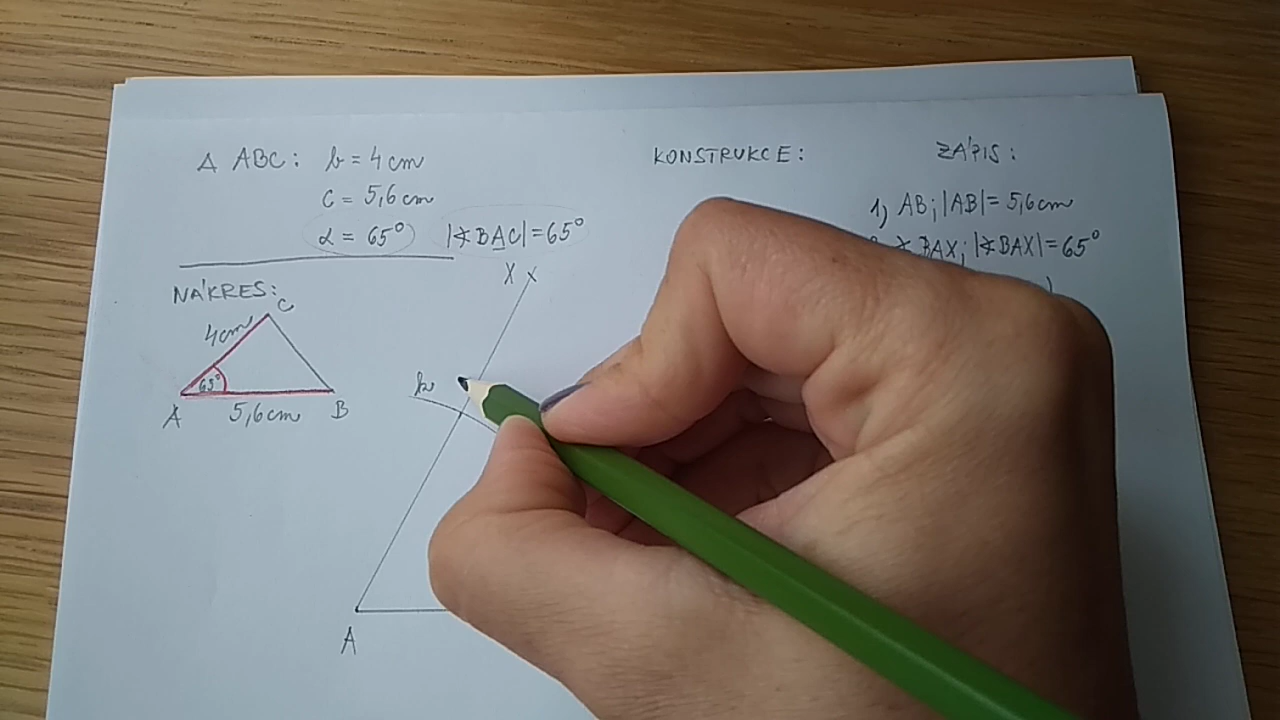 Δ ABC: b = 4 cm
c = 5,6 cm
α = 65° |∢BAC| = 65°
NÁKRES:
C
4cm
65°
A 5,6cm B
X
k
A
KONSTRUKCE:
ZÁPIS:
1) AB; |AB| = 5,6 cm
∢ BAX; |∢BAX| = 65°